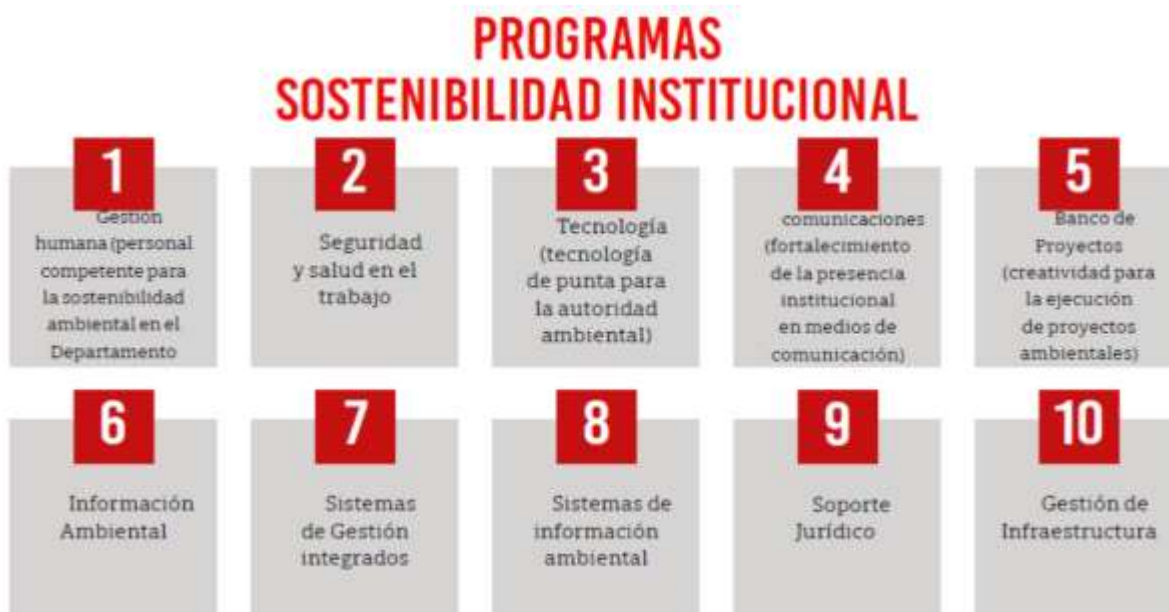 PROGRAMAS
SOSTENIBILIDAD INSTITUCIONAL
1
Gestión
humana (personal
competente para
la sostenibilidad
ambiental en el
Departamento
2
Seguridad
y salud en el
trabajo
3
Tecnología
(tecnología
de punta para
la autoridad
ambiental)
4
comunicaciones
(fortalecimiento
de la presencia
institucional
en medios de
comunicación)
5
Banco de
Proyectos
(creatividad para
la ejecución
de proyectos
ambientales)
6
Información
Ambiental
7
Sistemas
de Gestión
integrados
8
Sistemas de
información
ambiental
9
Soporte
Jurídico
10
Gestión de
Infraestructura